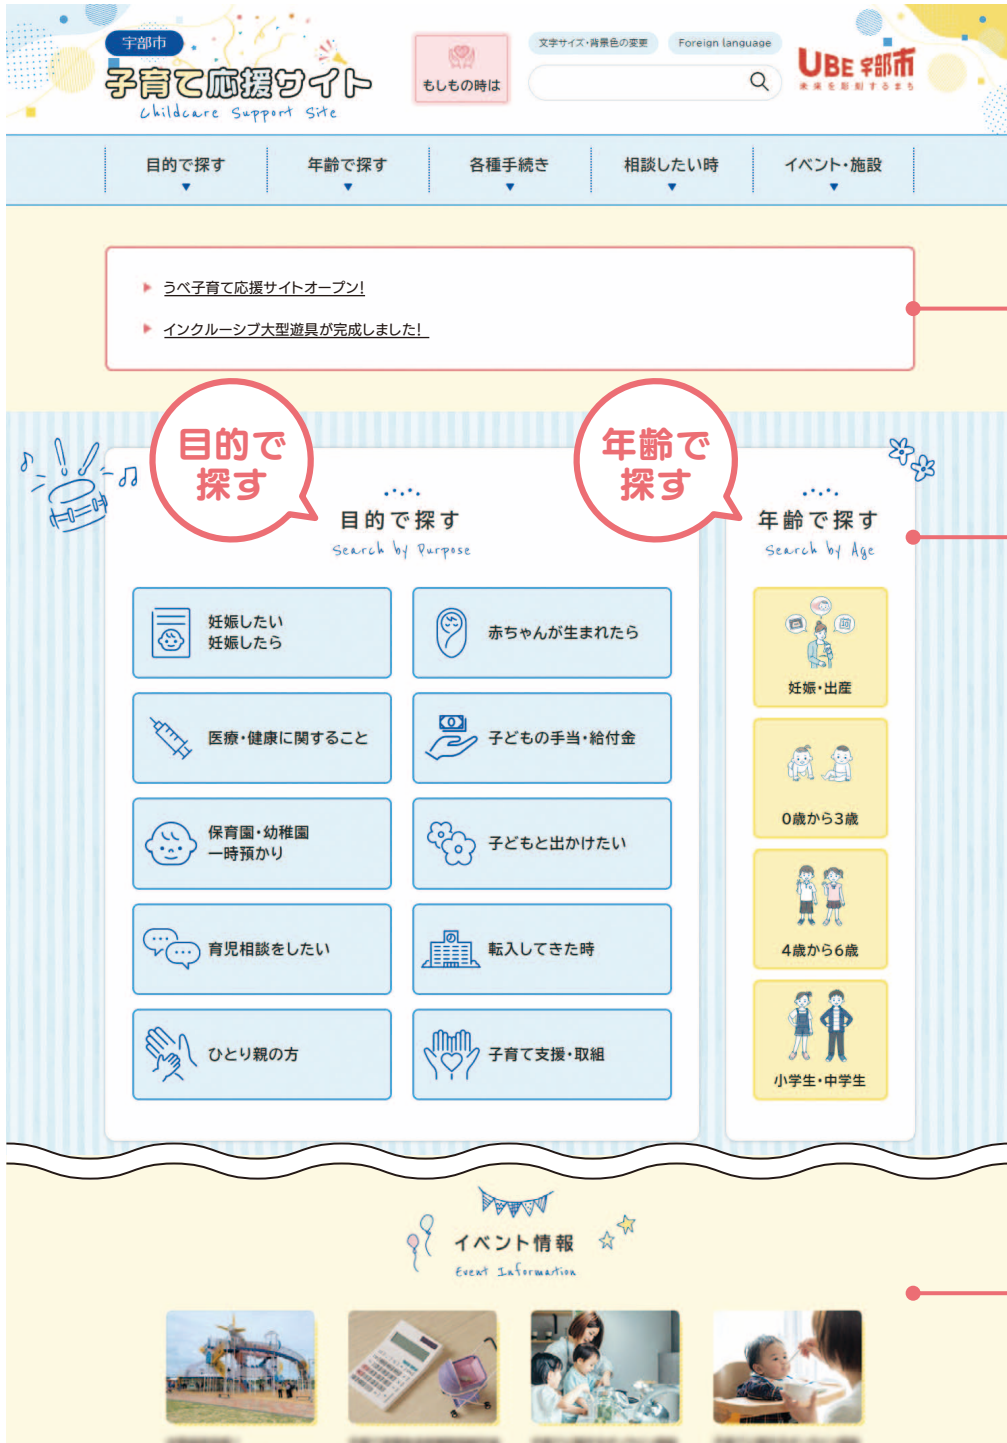 宇部市
子育て応援サイト
Childcare Support Site
もしもの時は
文字サイズ・背景色の変更
Foreign language
UBE 宇部市
未来を彫刻するまち
目的で探す
年齢で探す
各種手続き
相談したい時
イベント・施設
うべ子育て応援サイトオープン!
インクルーシブ大型遊具が完成しました!
目的で
探す
年齢で
探す
目的で探す
Search by Purpose
妊娠したい
妊娠したら
赤ちゃんが生まれたら
医療・健康に関すること
子どもの手当・給付金
保育園・幼稚園
一時預かり
子どもと出かけたい
育児相談をしたい
転入してきた時
ひとり親の方
子育て支援・取組
年齢で探す
Search by Age
妊娠・出産
0歳から3歳
4歳から6歳
小学生・中学生
イベント情報
Event Information